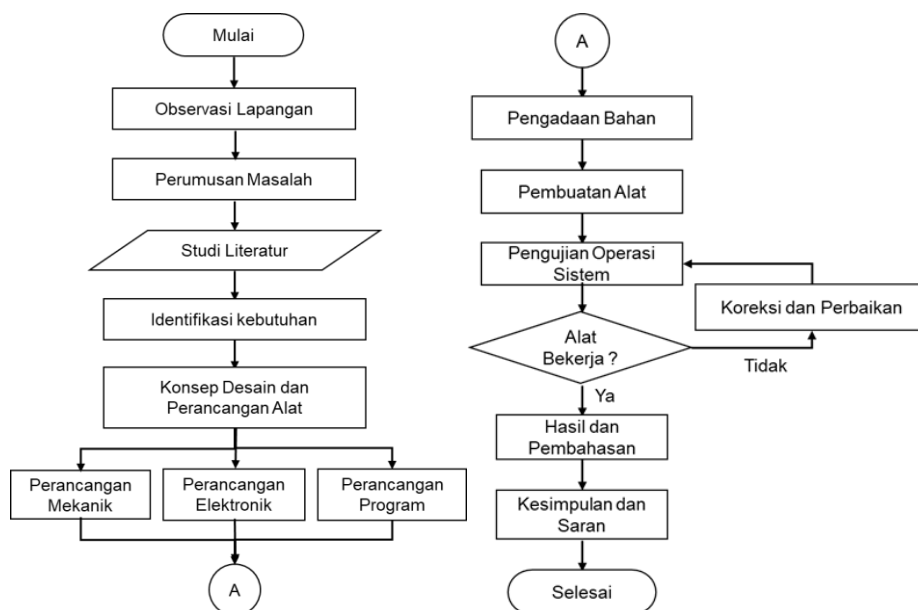 Mulai
Observasi Lapangan
Perumusan Masalah
Studi Literatur
Identifikasi kebutuhan
Konsep Desain dan
Perancangan Alat
Perancangan
Mekanik
Perancangan
Elektronik
Perancangan
Program
A
A
Pengadaan Bahan
Pembuatan Alat
Pengujian Operasi
Sistem
Koreksi dan Perbaikan
Alat
Bekerja ?
Tidak
Ya
Hasil dan
Pembahasan
Kesimpulan dan
Saran
Selesai